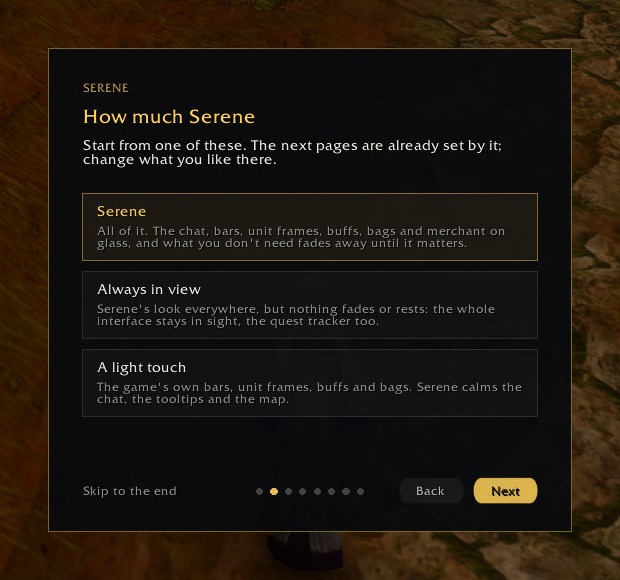 SERENE
How much Serene
Start from one of these. The next pages are already set by it;
change what you like there.
Serene
All of it. The chat, bars, unit frames, buffs, bags and merchant on
glass, and what you don't need fades away until it matters.
Always in view
Serene's look everywhere, but nothing fades or rests: the whole
interface stays in sight, the quest tracker too.
A light touch
The game's own bars, unit frames, buffs and bags. Serene calms the
chat, the tooltips and the map.
Skip to the end
Back
Next